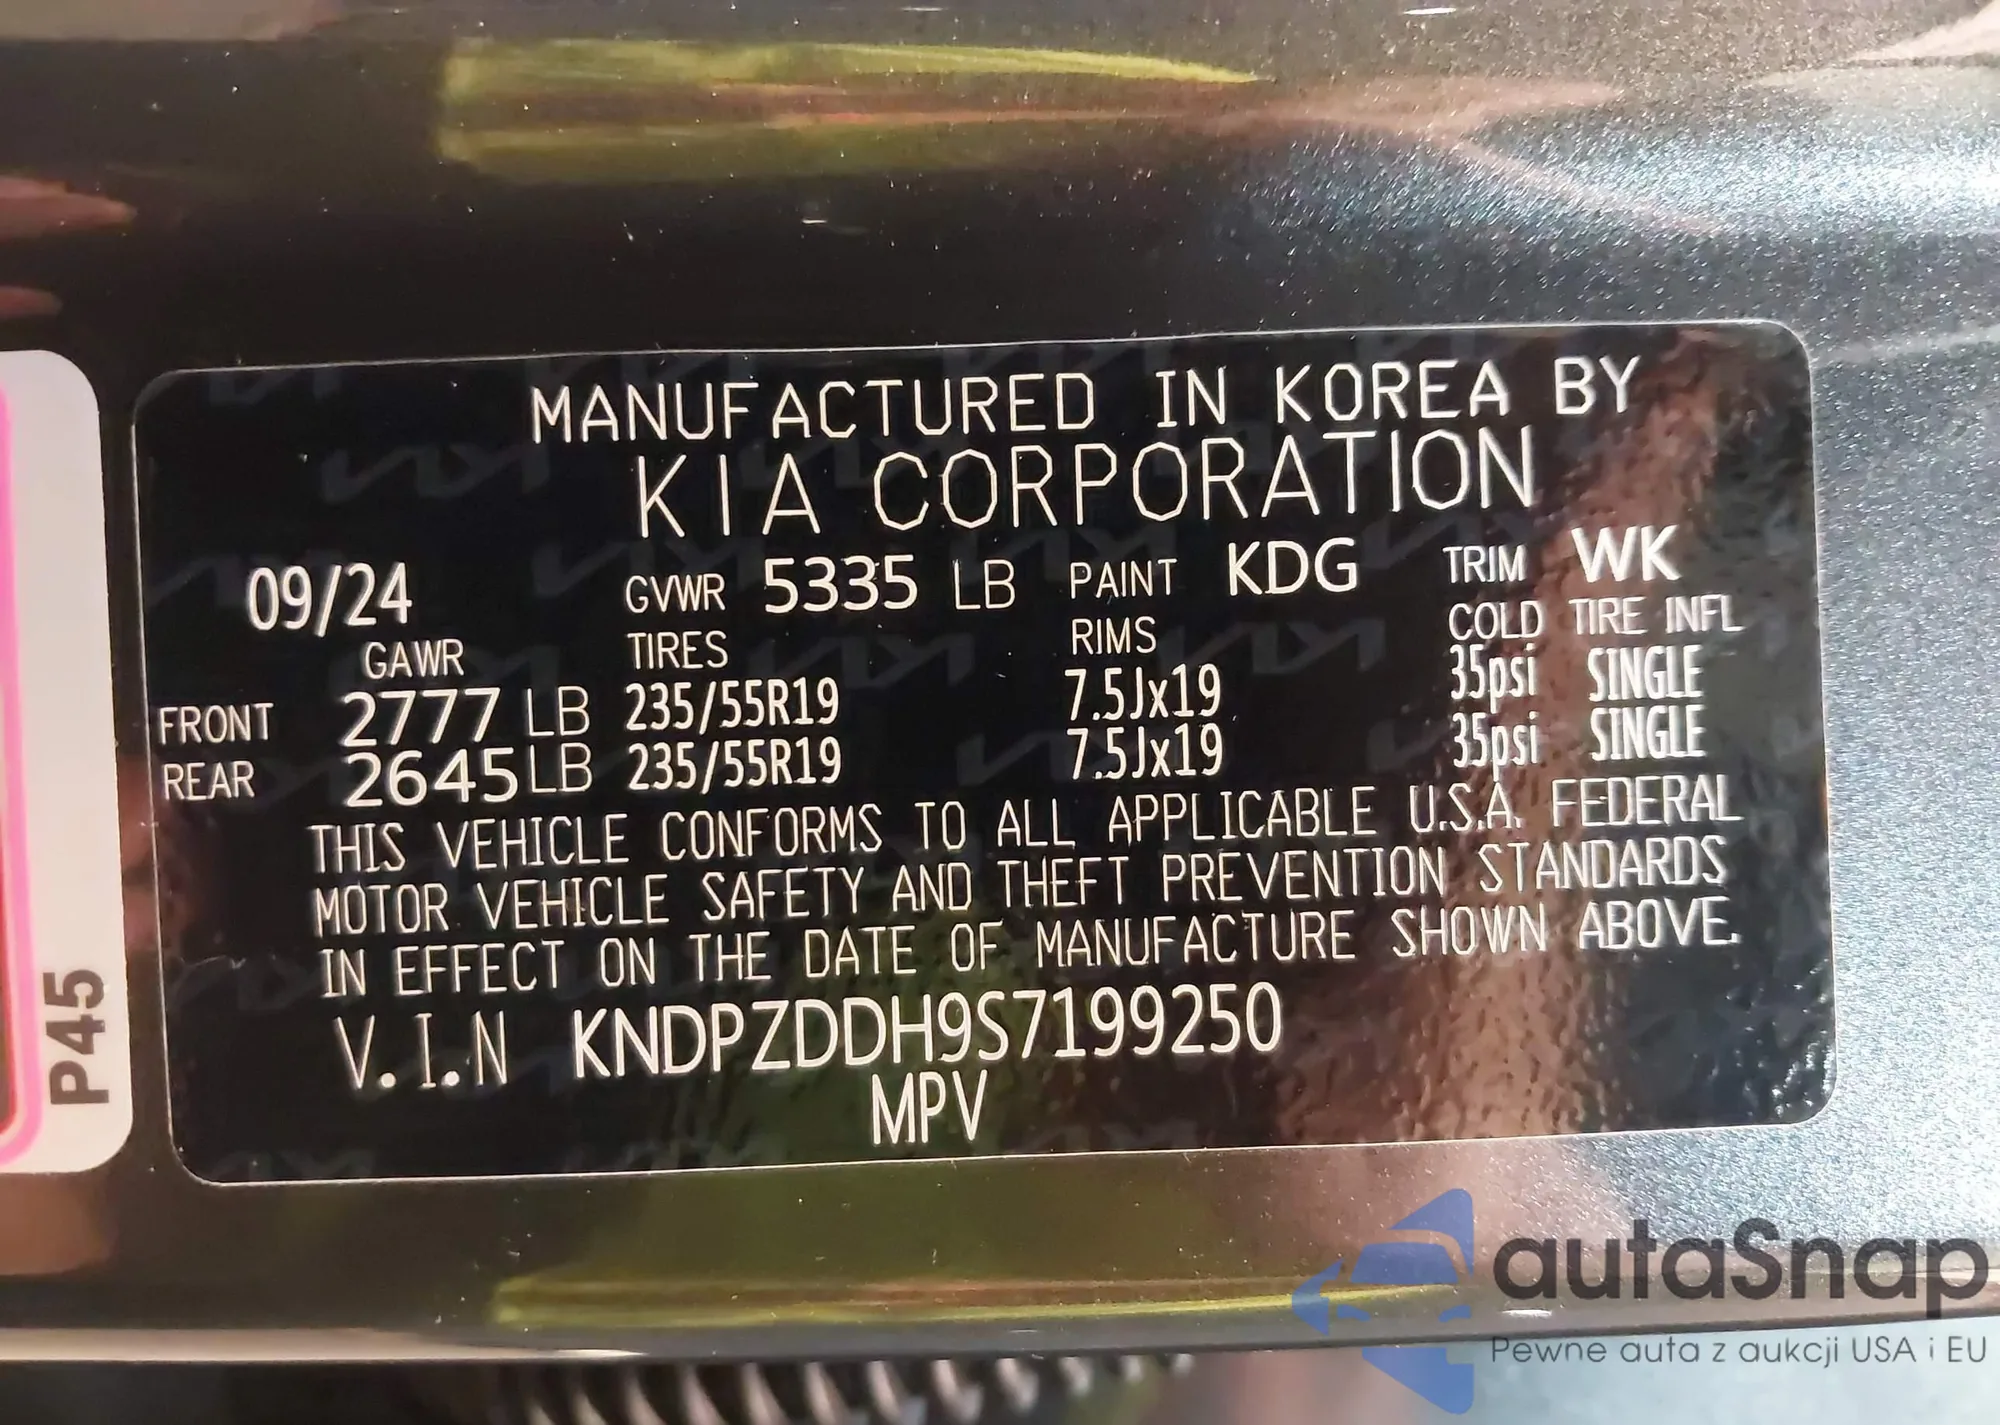 MANUFACTURED IN KOREA BY
KIA CORPORATION
09/24 GVWR 5335 LB PAINT KDG TRIM WK
GAWR TIRES RIMS COLD TIRE INFL
FRONT 2777 LB 235/55R19 7.5Jx19 35psi SINGLE
REAR 2645 LB 235/55R19 7.5Jx19 35psi SINGLE
THIS VEHICLE CONFORMS TO ALL APPLICABLE U.S.A. FEDERAL
MOTOR VEHICLE SAFETY AND THEFT PREVENTION STANDARDS
IN EFFECT ON THE DATE OF MANUFACTURE SHOWN ABOVE.
V.I.N KNDPZDDH9S7199250
MPV
P45
autaSnap
Pewne auta z aukcji USA i EU